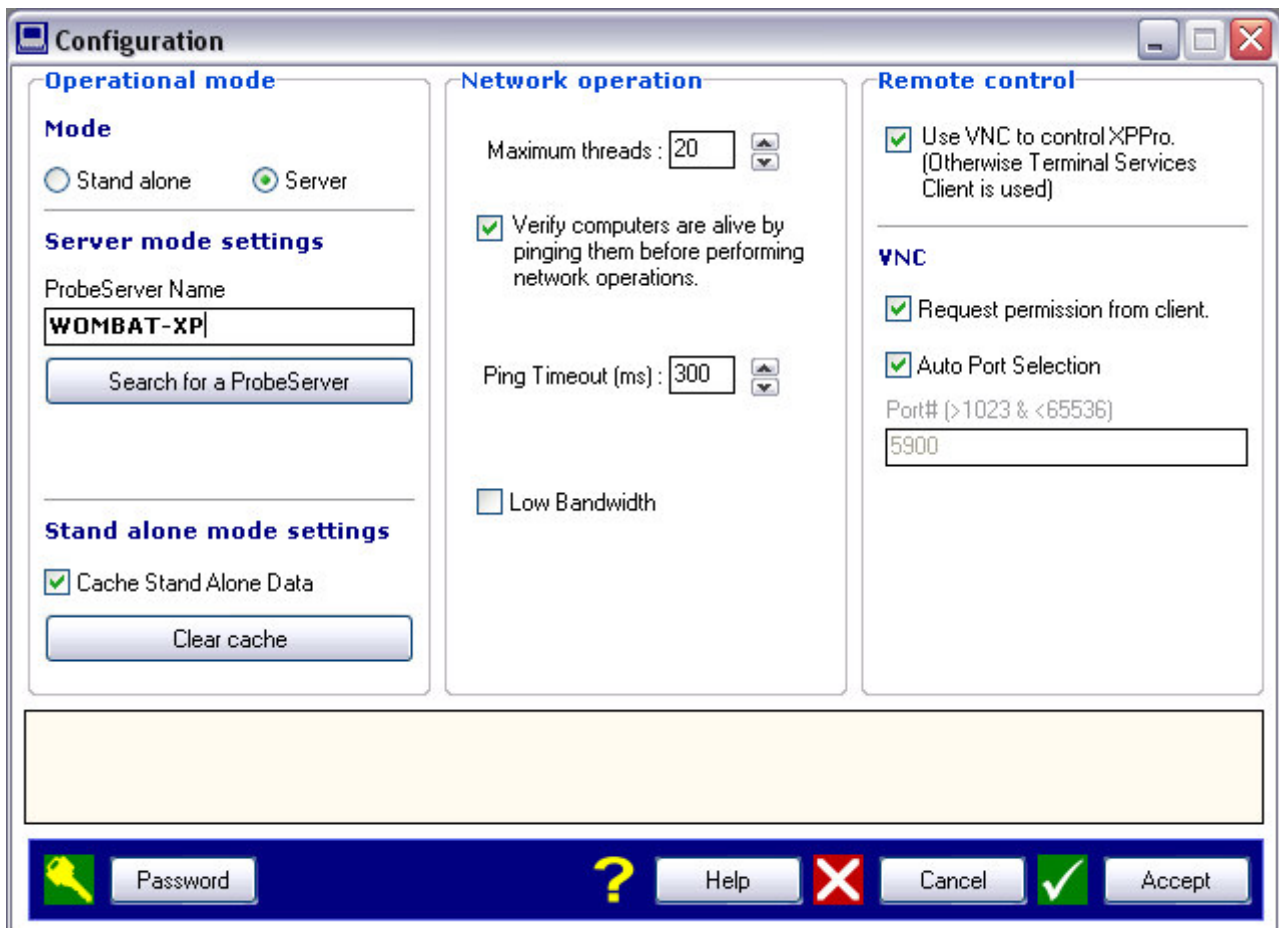 Configuration
Operational mode
Mode
Stand alone
Server
Server mode settings
ProbeServer Name
WOMBAT-XP
Search for a ProbeServer
Stand alone mode settings
Cache Stand Alone Data
Clear cache
Network operation
Maximum threads : 20
Verify computers are alive by
pinging them before performing
network operations.
Ping Timeout (ms) : 300
Low Bandwidth
Remote control
Use VNC to control XPPro.
(Otherwise Terminal Services
Client is used)
VNC
Request permission from client.
Auto Port Selection
Port# (>1023 & <65536)
5900
Password
?
Help
Cancel
Accept